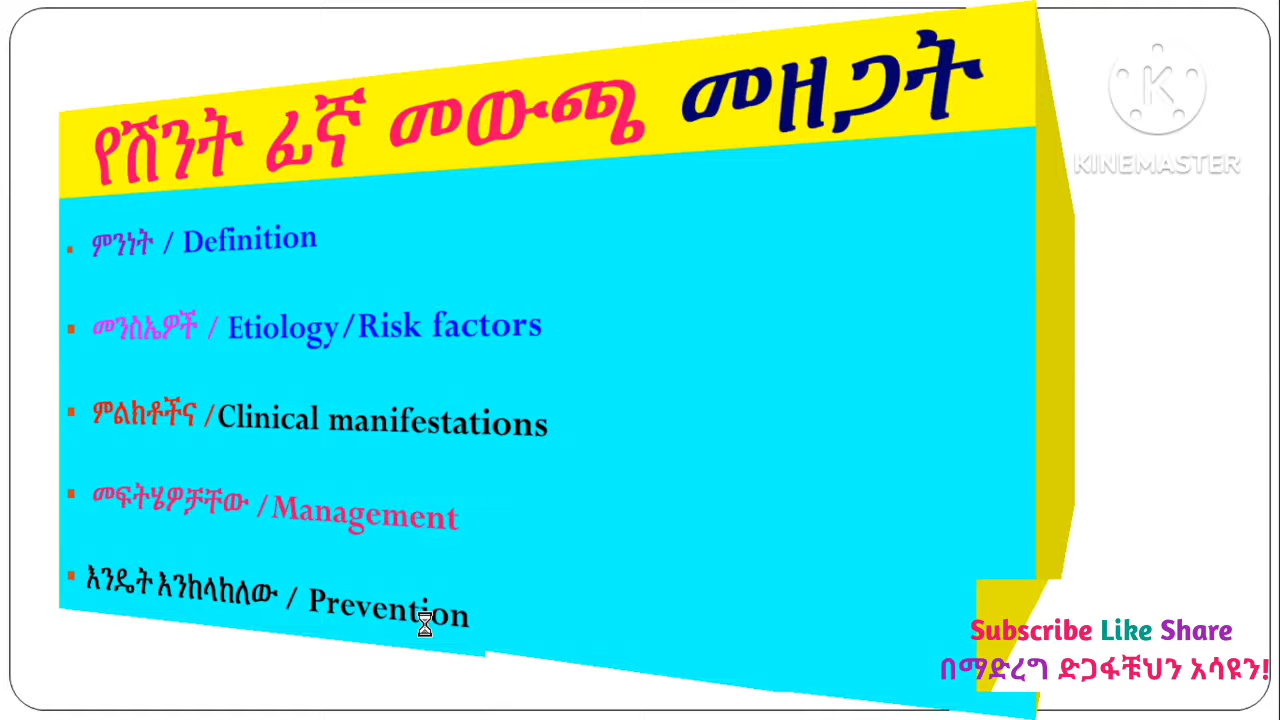 የሽንት ፊኛ መውጫ መዘጋት
K
KINEMASTER
▪ ምንነት / Definition
▪ መንስኤዎች / Etiology/Risk factors
▪ ምልክቶችና /Clinical manifestations
▪ መፍትሄዎቻቸው /Management
▪ እንዴት እንከላከለው / Prevention
Subscribe Like Share
በማድረግ ድጋፋቹህን አሳዩን!